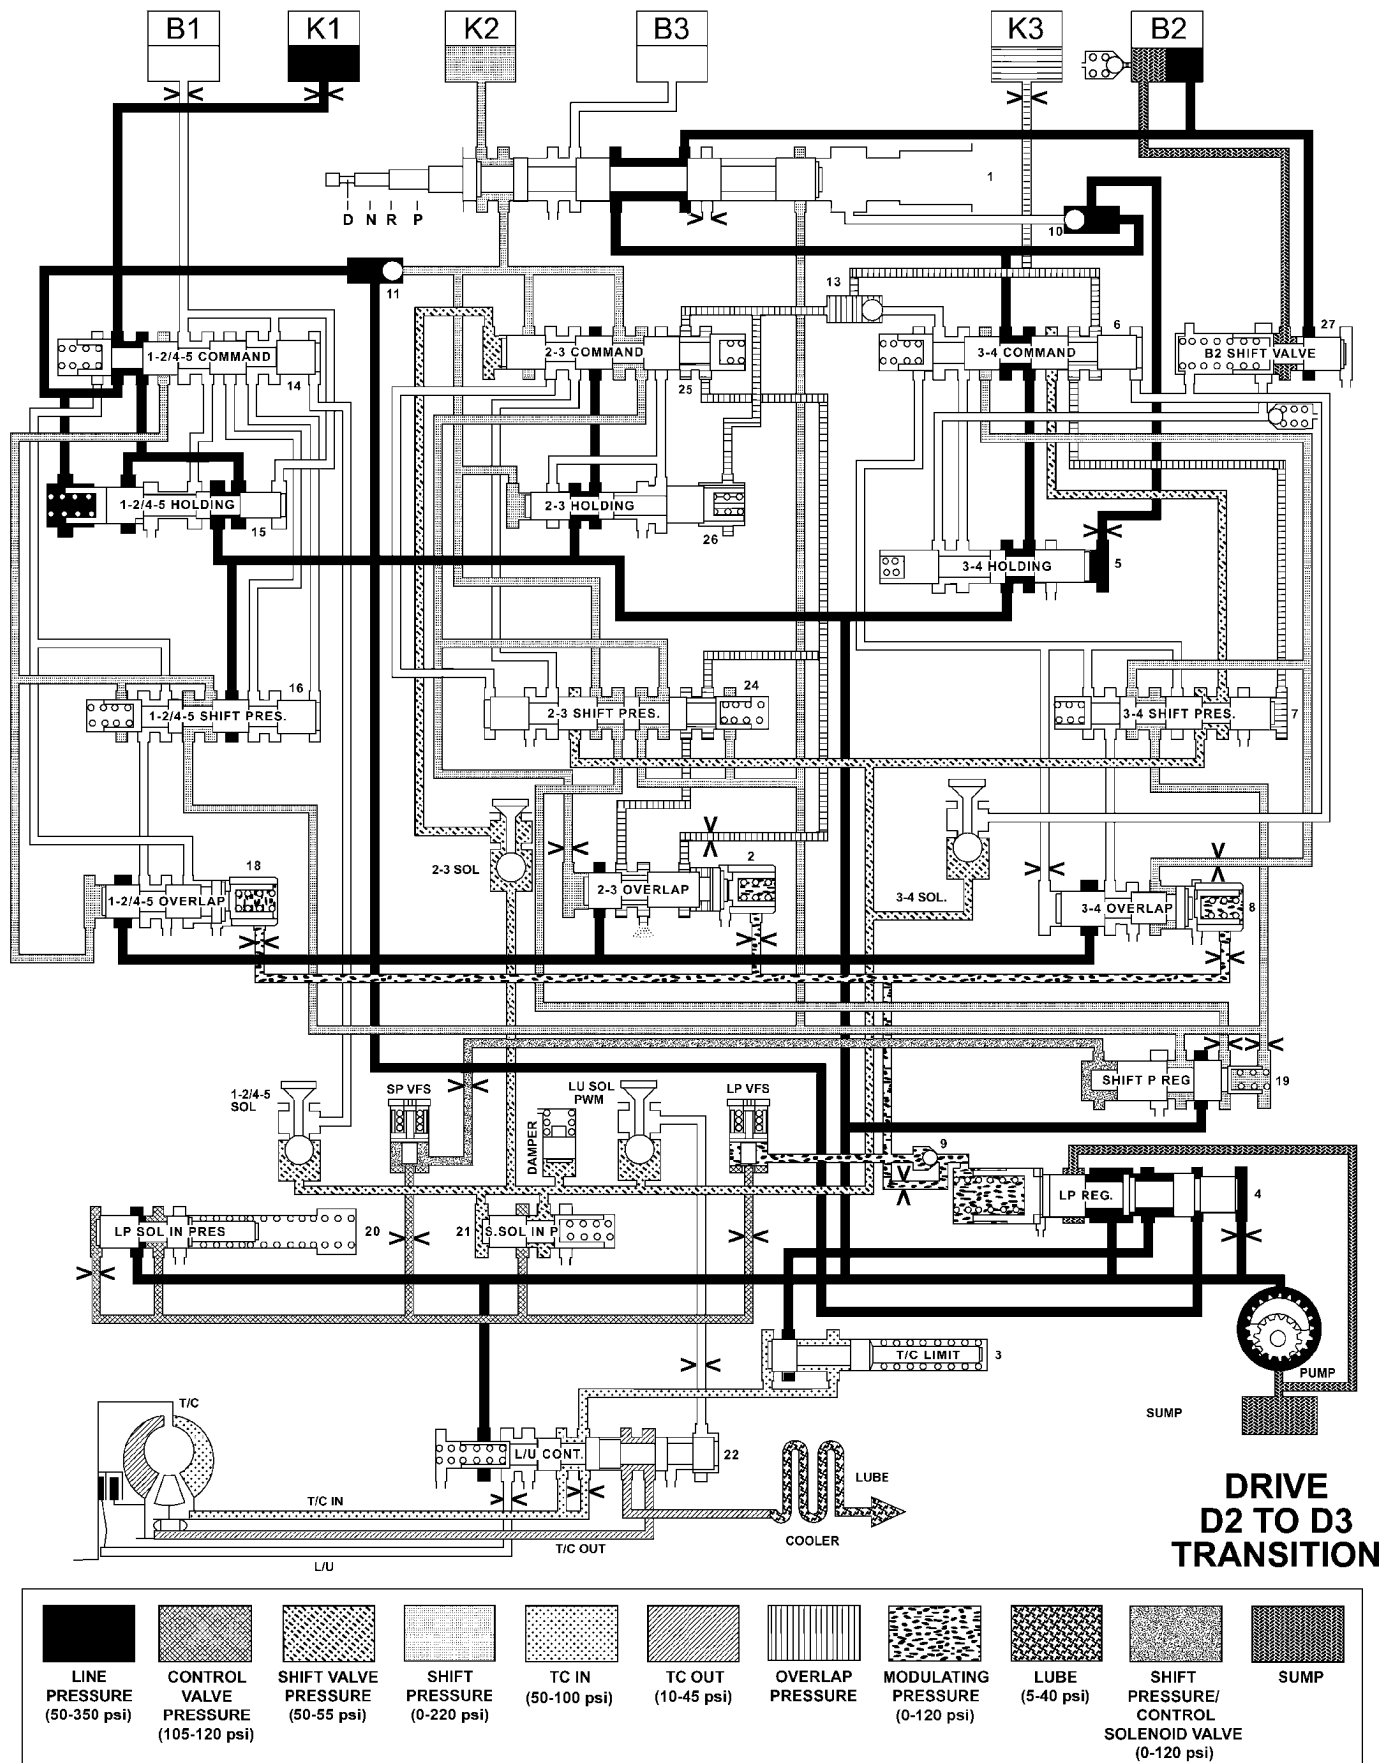 B1
K1
K2
B3
K3
B2
1
D N R P
10
11
13
6
27
1-2/4-5 COMMAND
2-3 COMMAND
3-4 COMMAND
B2 SHIFT VALVE
14
25
1-2/4-5 HOLDING
2-3 HOLDING
15
26
3-4 HOLDING
5
16
24
1-2/4-5 SHIFT PRES.
2-3 SHIFT PRES.
3-4 SHIFT PRES.
7
18
2-3 SOL
2
3-4 SOL.
1-2/4-5 OVERLAP
2-3 OVERLAP
3-4 OVERLAP
8
SHIFT P REG
19
1-2/4-5
SOL
SP VFS
LU SOL
PWM
LP VFS
DAMPER
9
LP REG.
4
LP SOL IN PRES
20
21
S.SOL IN P
T/C LIMIT
3
PUMP
SUMP
T/C
L/U CONT.
22
LUBE
T/C IN
COOLER
T/C OUT
L/U
DRIVE
D2 TO D3
TRANSITION
LINE
PRESSURE
(50-350 psi)
CONTROL
VALVE
PRESSURE
(105-120 psi)
SHIFT VALVE
PRESSURE
(50-55 psi)
SHIFT
PRESSURE
(0-220 psi)
TC IN
(50-100 psi)
TC OUT
(10-45 psi)
OVERLAP
PRESSURE
MODULATING
PRESSURE
(0-120 psi)
LUBE
(5-40 psi)
SHIFT
PRESSURE/
CONTROL
SOLENOID VALVE
(0-120 psi)
SUMP